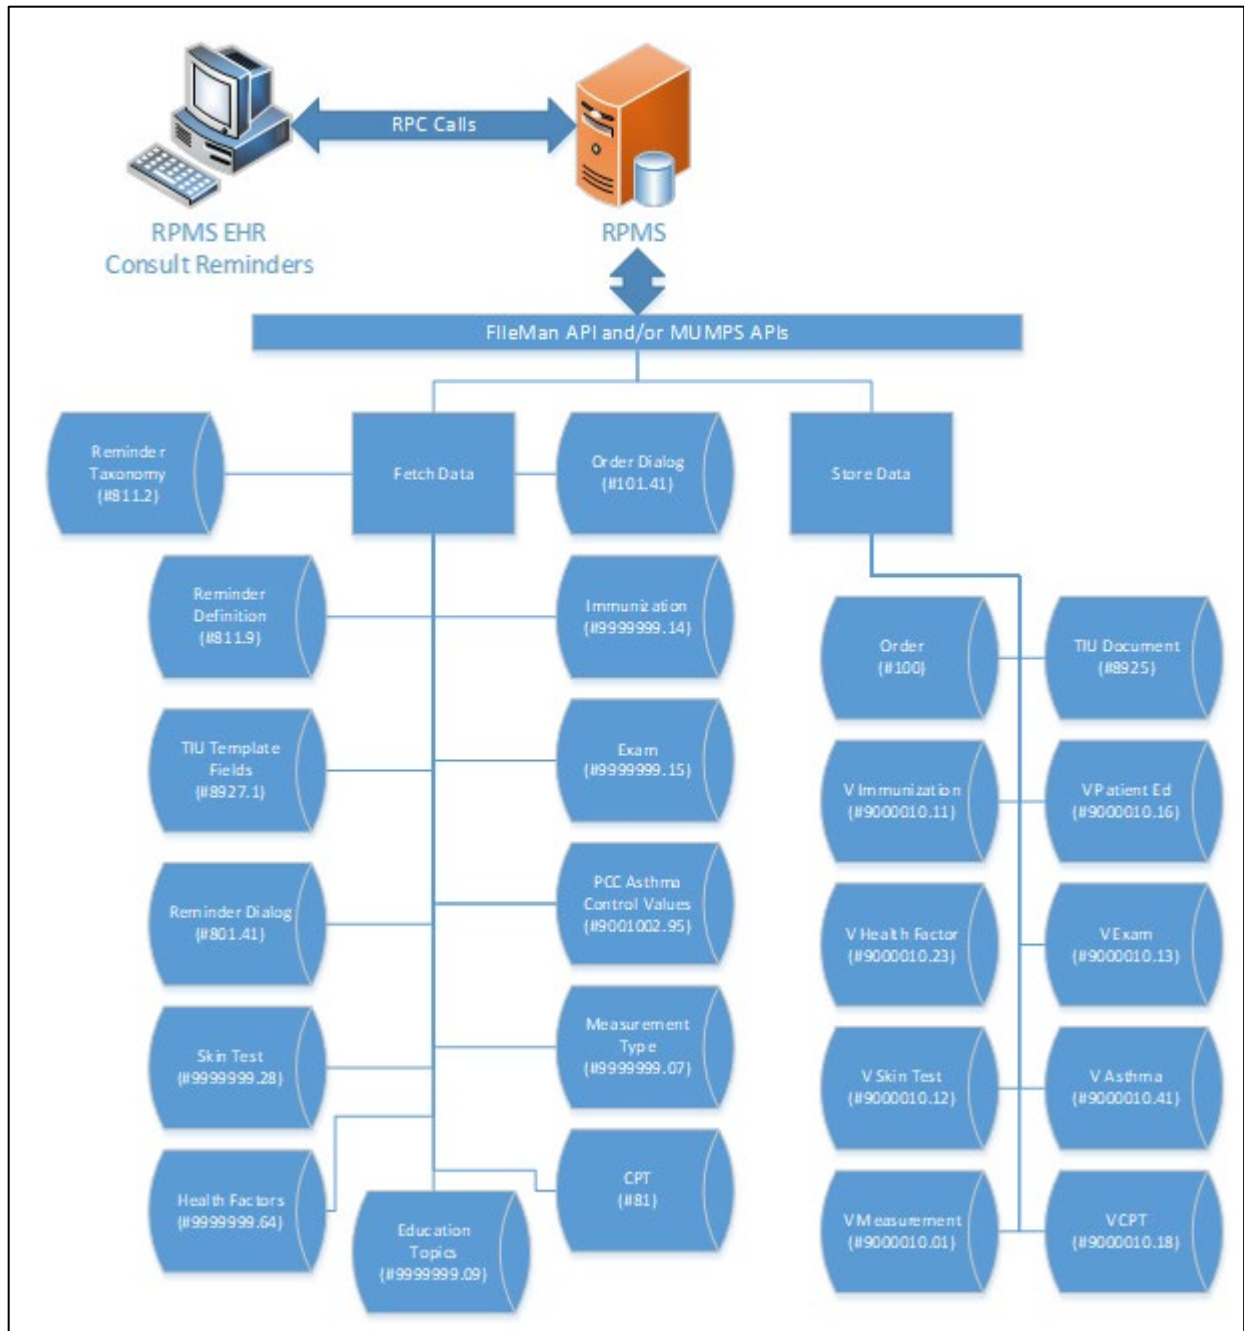 RPC Calls
RPMS EHR
Consult Reminders
RPMS
FIleMan API and/or MUMPS APIs
Reminder
Taxonomy
(#811.2)
Fetch Data
Order Dialog
(#101.41)
Store Data
Reminder
Definition
(#811.9)
Immunization
(#9999999.14)
Order
(#100)
TIU Document
(#8925)
TIU Template
Fields
(#8927.1)
Exam
(#9999999.15)
V Immunization
(#9000010.11)
V Patient Ed
(#9000010.16)
Reminder Dialog
(#801.41)
PCC Asthma
Control Values
(#9001002.95)
V Health Factor
(#9000010.23)
V Exam
(#9000010.13)
Skin Test
(#9999999.28)
Measurement
Type
(#9999999.07)
V Skin Test
(#9000010.12)
V Asthma
(#9000010.41)
Health Factors
(#9999999.64)
Education
Topics
(#9999999.09)
CPT
(#81)
V Measurement
(#9000010.01)
V CPT
(#9000010.18)